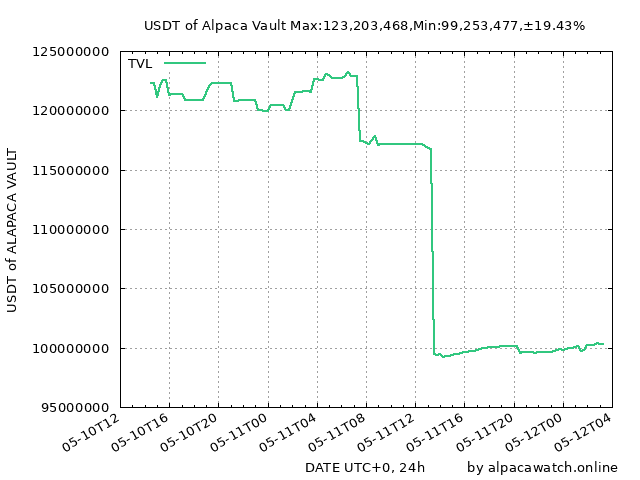 USDT of Alpaca Vault Max:123,203,468,Min:99,253,477,±19.43%
TVL
125000000
120000000
115000000
110000000
105000000
100000000
95000000
USDT of ALAPACA VAULT
05-10T12
05-10T16
05-10T20
05-11T00
05-11T04
05-11T08
05-11T12
05-11T16
05-11T20
05-12T00
05-12T04
DATE UTC+0, 24h
by alpacawatch.online